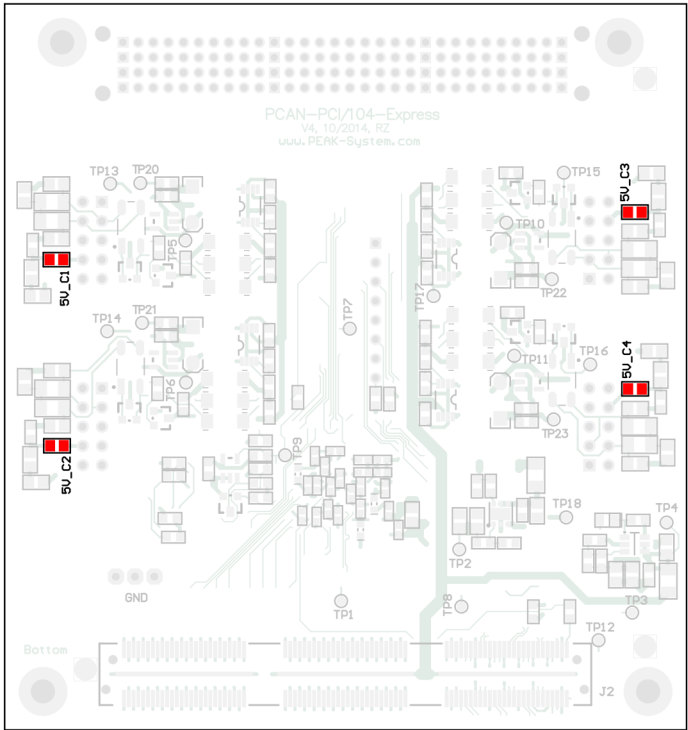 PCAN-PCI/104-Express
V4, 10/2014, RZ
www.PEAK-System.com
TP13
TP20
TP15
5V_C3
TP10
TP5
5V_C1
TP22
TP17
TP7
TP14
TP21
TP16
5V_C4
TP11
TP6
TP23
5V_C2
TP9
TP18
TP4
TP2
GND
TP1
TP8
TP3
TP12
Bottom
J2